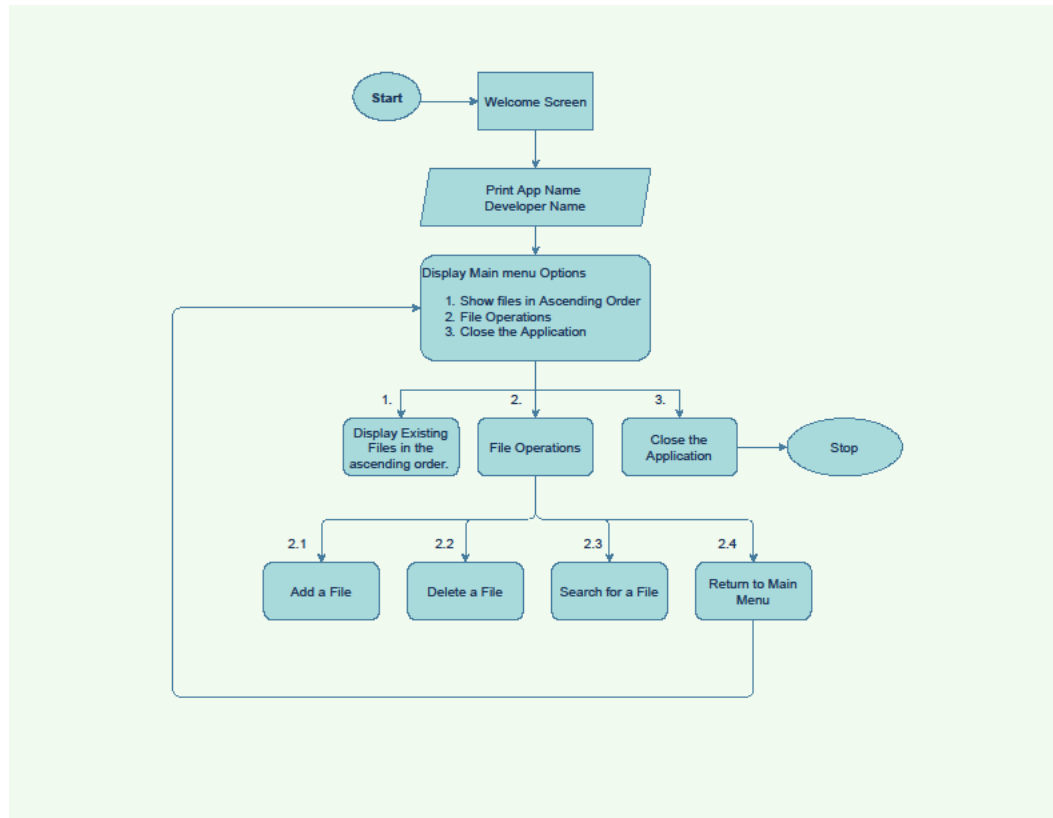 Start
Welcome Screen
Print App Name
Developer Name
Display Main menu Options
1. Show files in Ascending Order
2. File Operations
3. Close the Application
1.
2.
3.
Display Existing
Files in the
ascending order.
File Operations
Close the
Application
Stop
2.1
2.2
2.3
2.4
Add a File
Delete a File
Search for a File
Return to Main
Menu